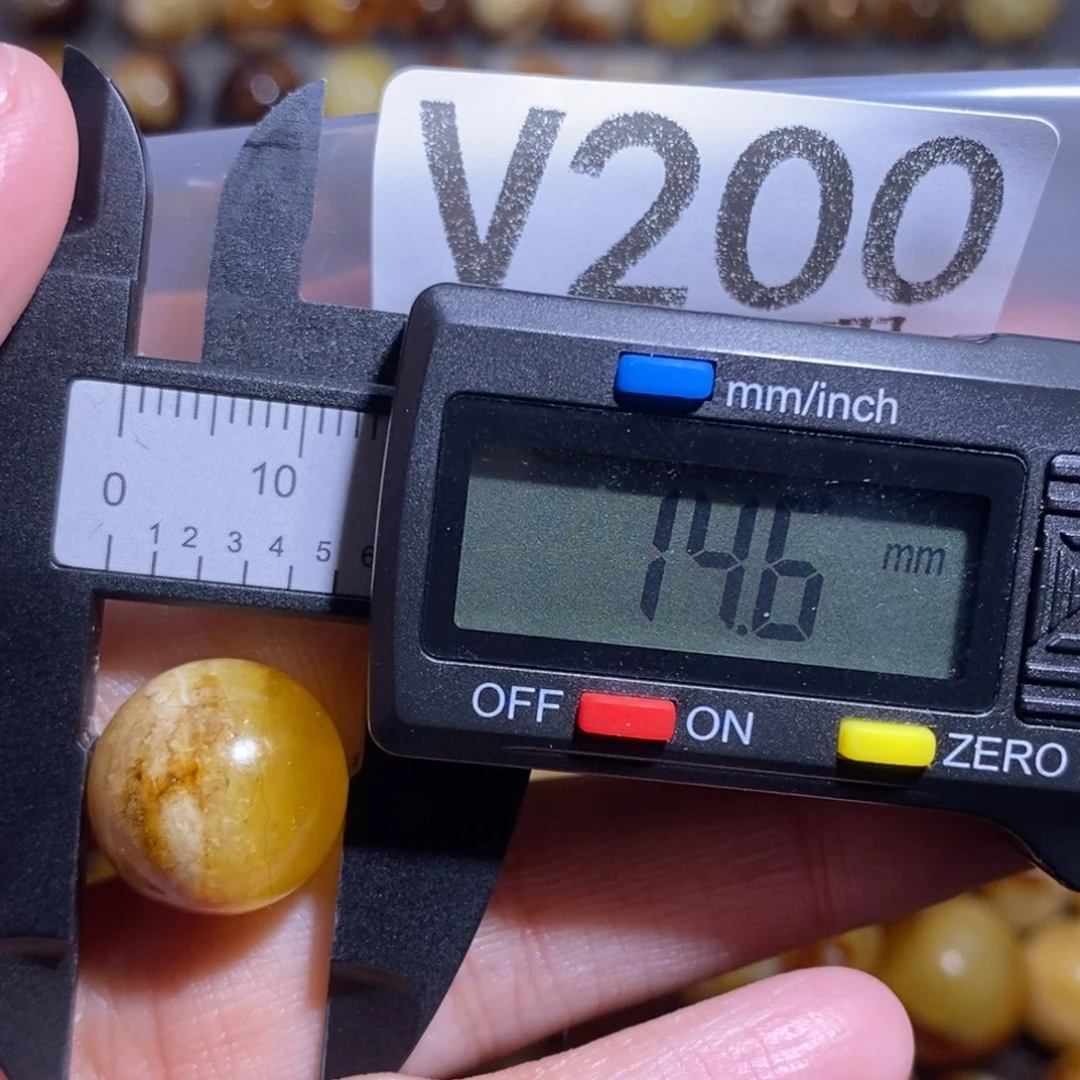 V200
mm/inch
0 10
1 2 3 4 5 6
14.6 mm
OFF ON ZERO